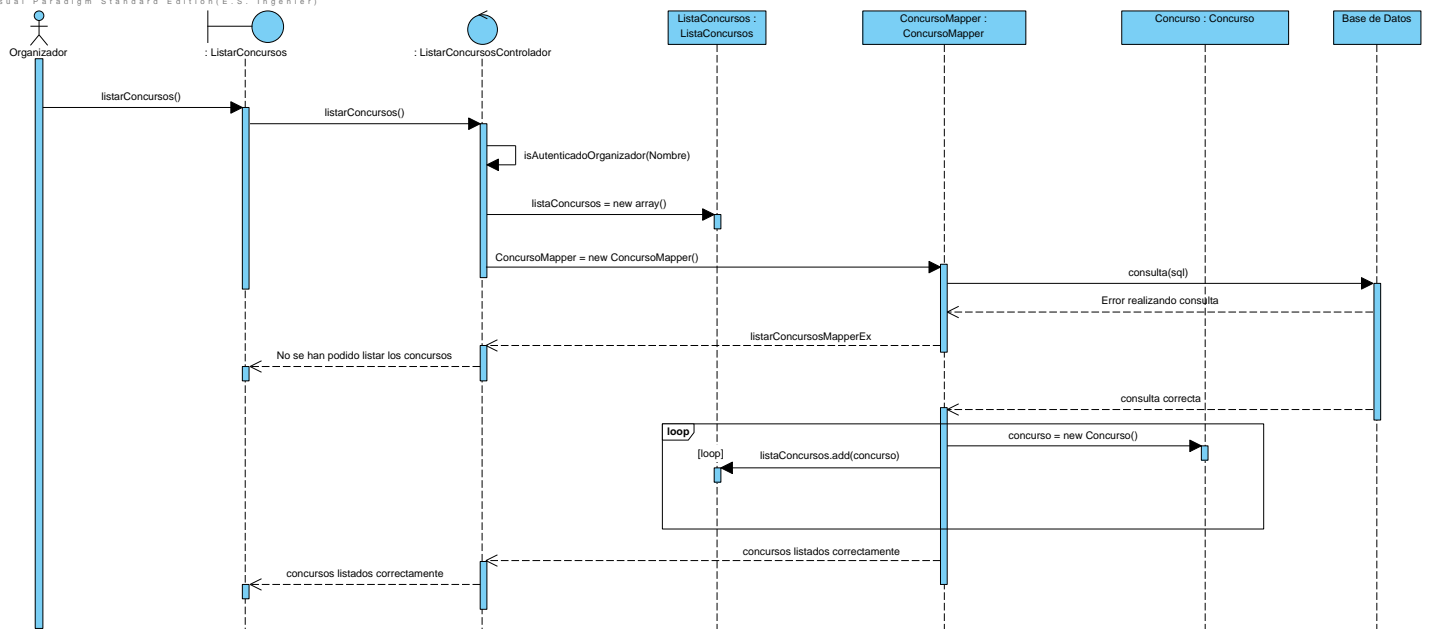 sual Paradigm Standard Edition(E.S. Ingenier)
Organizador
: ListarConcursos
: ListarConcursosControlador
ListaConcursos :
ListaConcursos
ConcursoMapper :
ConcursoMapper
Concurso : Concurso
Base de Datos
listarConcursos()
listarConcursos()
isAutenticadoOrganizador(Nombre)
listaConcursos = new array()
ConcursoMapper = new ConcursoMapper()
consulta(sql)
Error realizando consulta
listarConcursosMapperEx
No se han podido listar los concursos
consulta correcta
loop
concurso = new Concurso()
[loop]
listaConcursos.add(concurso)
concursos listados correctamente
concursos listados correctamente